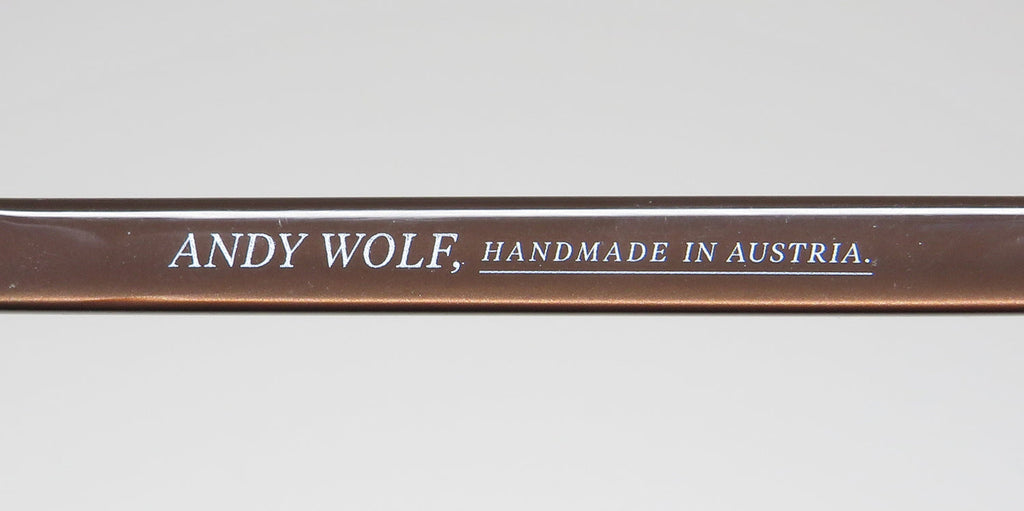 ANDY WOLF, HANDMADE IN AUSTRIA.